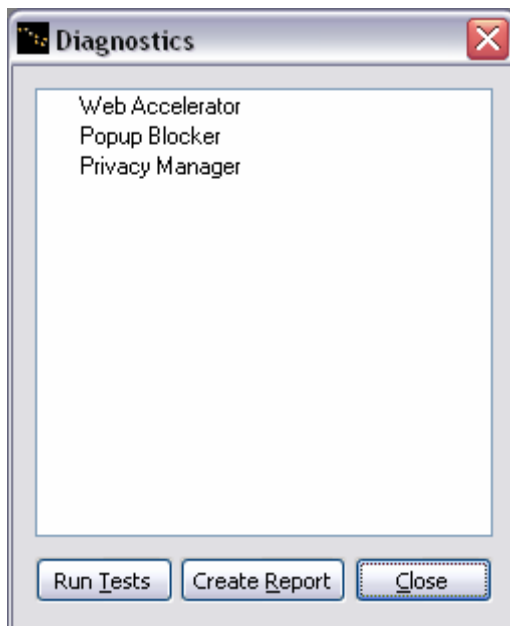 Diagnostics
Web Accelerator
Popup Blocker
Privacy Manager
Run Tests Create Report Close